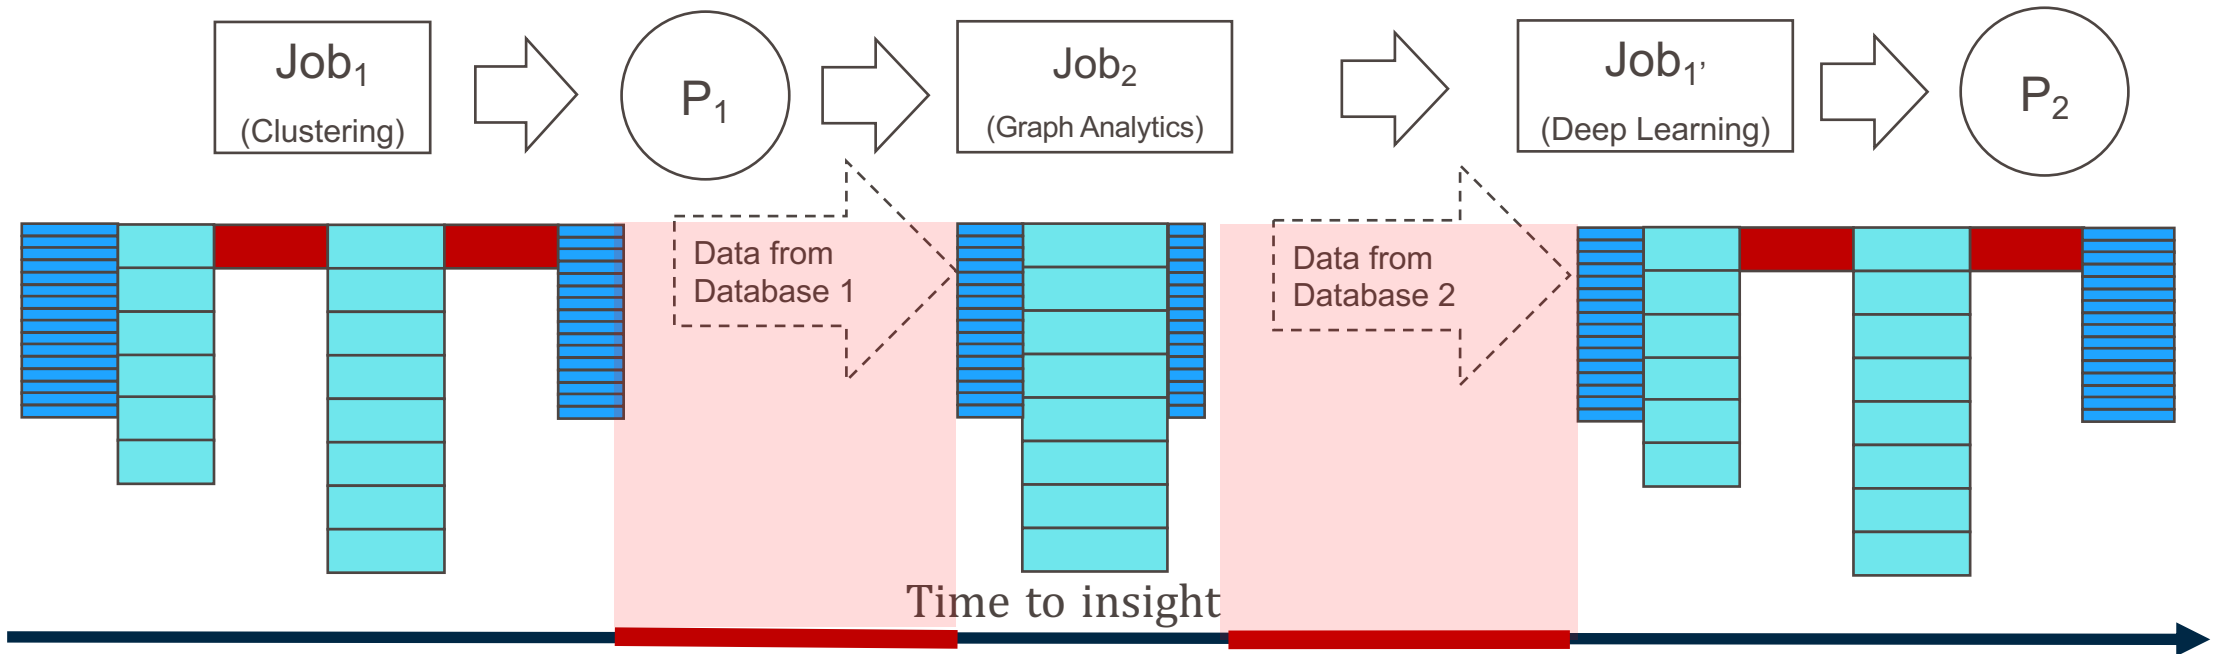 Job₁
(Clustering)
P₁
Job₂
(Graph Analytics)
Job₁’
(Deep Learning)
P₂
Data from
Database 1
Data from
Database 2
Time to insight